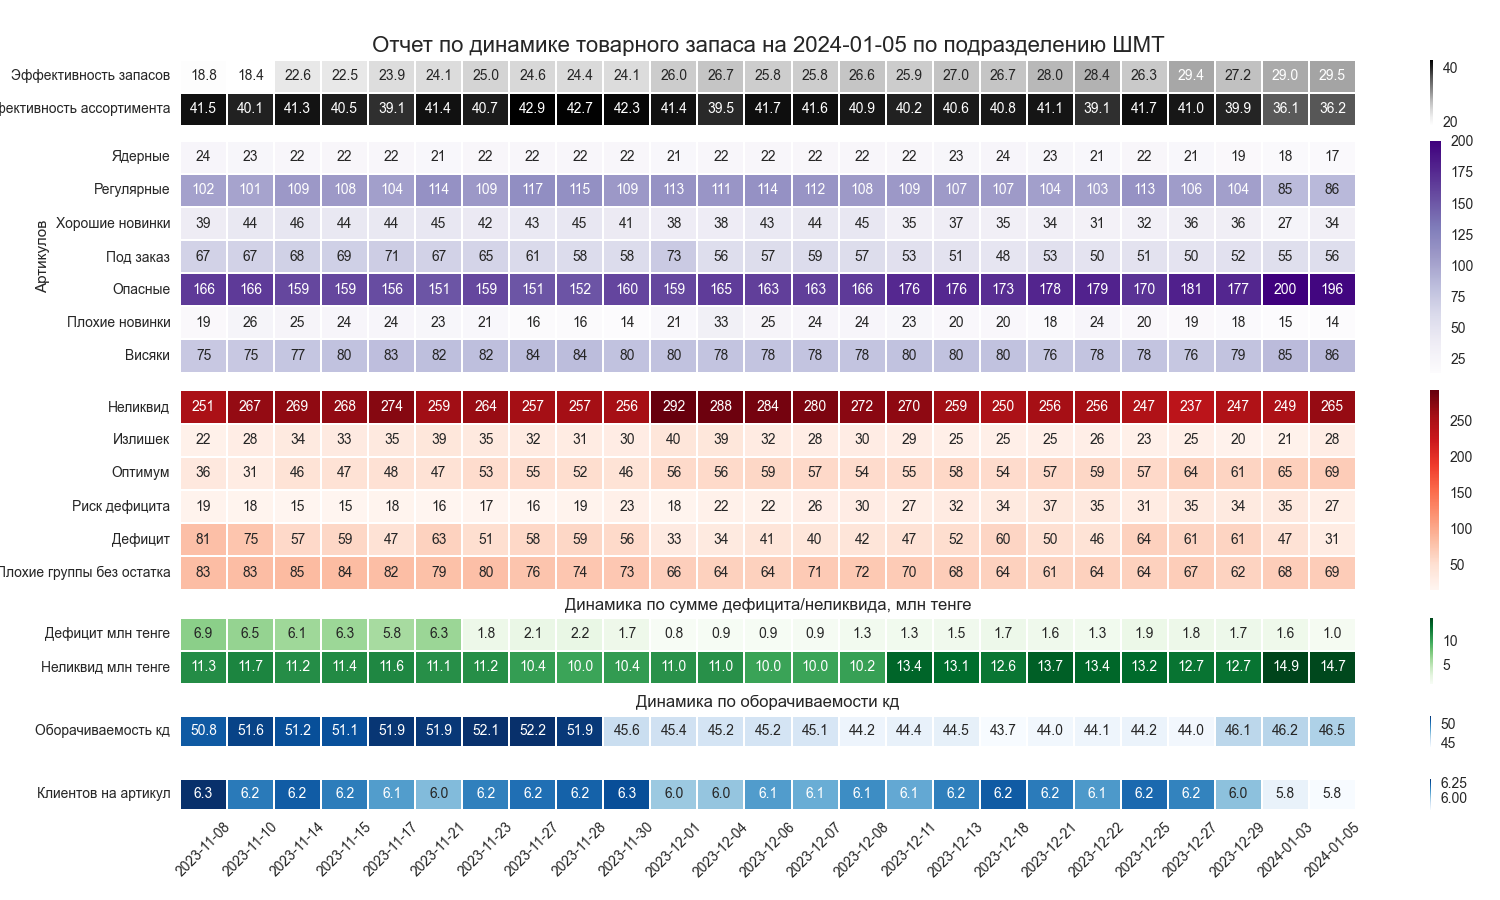 Отчет по динамике товарного запаса на 2024-01-05 по подразделению ШМТ
Эффективность запасов 18.8 18.4 22.6 22.5 23.9 24.1 25.0 24.6 24.4 24.1 26.0 26.7 25.8 25.8 26.6 25.9 27.0 26.7 28.0 28.4 26.3 29.4 27.2 29.0 29.5
фективность ассортимента 41.5 40.1 41.3 40.5 39.1 41.4 40.7 42.9 42.7 42.3 41.4 39.5 41.7 41.6 40.9 40.2 40.6 40.8 41.1 39.1 41.7 41.0 39.9 36.1 36.2
40
20
Артикулов
Ядерные 24 23 22 22 22 21 22 22 22 22 21 22 22 22 22 22 23 24 23 21 22 21 19 18 17
Регулярные 102 101 109 108 104 114 109 117 115 109 113 111 114 112 108 109 107 107 104 103 113 106 104 85 86
Хорошие новинки 39 44 46 44 44 45 42 43 45 41 38 38 43 44 45 35 37 35 34 31 32 36 36 27 34
Под заказ 67 67 68 69 71 67 65 61 58 58 73 56 57 59 57 53 51 48 53 50 51 50 52 55 56
Опасные 166 166 159 159 156 151 159 151 152 160 159 165 163 163 166 176 176 173 178 179 170 181 177 200 196
Плохие новинки 19 26 25 24 24 23 21 16 16 14 21 33 25 24 24 23 20 20 18 24 20 19 18 15 14
Висяки 75 75 77 80 83 82 82 84 84 80 80 78 78 78 78 80 80 80 76 78 78 76 79 85 86
200
175
150
125
100
75
50
25
Неликвид 251 267 269 268 274 259 264 257 257 256 292 288 284 280 272 270 259 250 256 256 247 237 247 249 265
Излишек 22 28 34 33 35 39 35 32 31 30 40 39 32 28 30 29 25 25 25 26 23 25 20 21 28
Оптимум 36 31 46 47 48 47 53 55 52 46 56 56 59 57 54 55 58 54 57 59 57 64 61 65 69
Риск дефицита 19 18 15 15 18 16 17 16 19 23 18 22 22 26 30 27 32 34 37 35 31 35 34 35 27
Дефицит 81 75 57 59 47 63 51 58 59 56 33 34 41 40 42 47 52 60 50 46 64 61 61 47 31
Плохие группы без остатка 83 83 85 84 82 79 80 76 74 73 66 64 64 71 72 70 68 64 61 64 64 67 62 68 69
250
200
150
100
50
Динамика по сумме дефицита/неликвида, млн тенге
Дефицит млн тенге 6.9 6.5 6.1 6.3 5.8 6.3 1.8 2.1 2.2 1.7 0.8 0.9 0.9 0.9 1.3 1.3 1.5 1.7 1.6 1.3 1.9 1.8 1.7 1.6 1.0
Неликвид млн тенге 11.3 11.7 11.2 11.4 11.6 11.1 11.2 10.4 10.0 10.4 11.0 11.0 10.0 10.0 10.2 13.4 13.1 12.6 13.7 13.4 13.2 12.7 12.7 14.9 14.7
10
5
Динамика по оборачиваемости кд
Оборачиваемость кд 50.8 51.6 51.2 51.1 51.9 51.9 52.1 52.2 51.9 45.6 45.4 45.2 45.2 45.1 44.2 44.4 44.5 43.7 44.0 44.1 44.2 44.0 46.1 46.2 46.5
50
45
Клиентов на артикул 6.3 6.2 6.2 6.2 6.1 6.0 6.2 6.2 6.2 6.3 6.0 6.0 6.1 6.1 6.1 6.1 6.2 6.2 6.2 6.1 6.2 6.2 6.0 5.8 5.8
6.25
6.00
2023-11-08 2023-11-10 2023-11-14 2023-11-15 2023-11-17 2023-11-21 2023-11-23 2023-11-27 2023-11-28 2023-11-30 2023-12-01 2023-12-04 2023-12-06 2023-12-07 2023-12-08 2023-12-11 2023-12-13 2023-12-18 2023-12-21 2023-12-22 2023-12-25 2023-12-27 2023-12-29 2024-01-03 2024-01-05